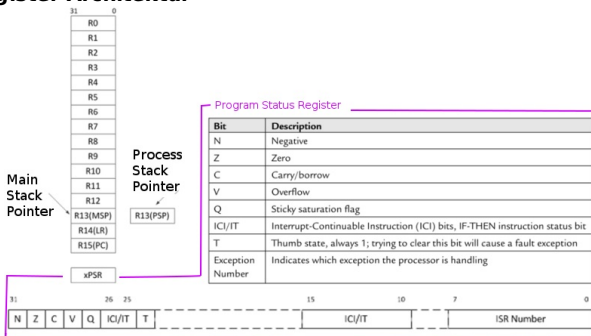 31 0
R0
R1
R2
R3
R4
R5
R6
R7
R8
R9
R10
R11
R12
R13(MSP)
R14(LR)
R15(PC)
xPSR
Main
Stack
Pointer
Process
Stack
Pointer
R13(PSP)
Program Status Register
Bit Description
N Negative
Z Zero
C Carry/borrow
V Overflow
Q Sticky saturation flag
ICI/IT Interrupt-Continuable Instruction (ICI) bits, IF-THEN instruction status bit
T Thumb state, always 1; trying to clear this bit will cause a fault exception
Exception Indicates which exception the processor is handling
Number
31 26 25 15 10 7 0
N Z C V Q ICI/IT T ICI/IT ISR Number